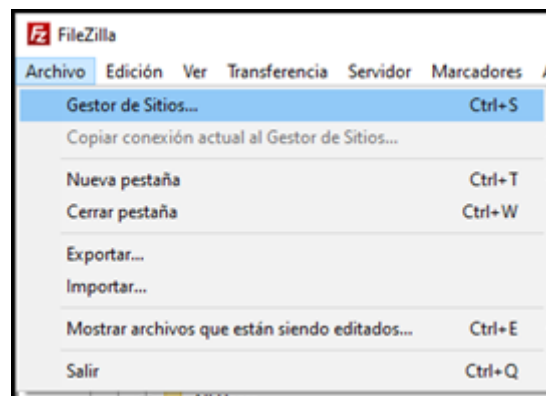 FileZilla
Archivo Edición Ver Transferencia Servidor Marcadores
Gestor de Sitios... Ctrl+S
Copiar conexión actual al Gestor de Sitios...
Nueva pestaña Ctrl+T
Cerrar pestaña Ctrl+W
Exportar...
Importar...
Mostrar archivos que están siendo editados... Ctrl+E
Salir Ctrl+Q